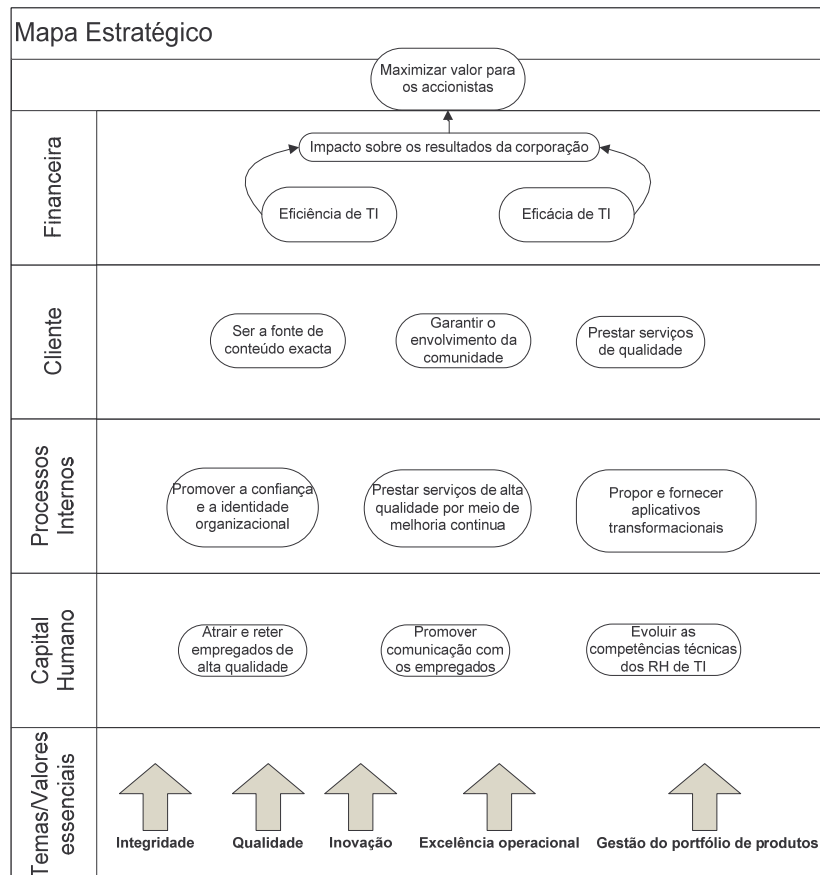 Mapa Estratégico
Maximizar valor para
os accionistas
Financeira
Impacto sobre os resultados da corporação
Eficiência de TI
Eficácia de TI
Cliente
Ser a fonte de
conteúdo exacta
Garantir o
envolvimento da
comunidade
Prestar serviços
de qualidade
Processos
Internos
Promover a confiança
e a identidade
organizacional
Prestar serviços de alta
qualidade por meio de
melhoria continua
Propor e fornecer
aplicativos
transformacionais
Capital
Humano
Atrair e reter
empregados de
alta qualidade
Promover
comunicação com
os empregados
Evoluir as
competências técnicas
dos RH de TI
Temas/Valores
essenciais
Integridade
Qualidade
Inovação
Excelência operacional
Gestão do portfólio de produtos